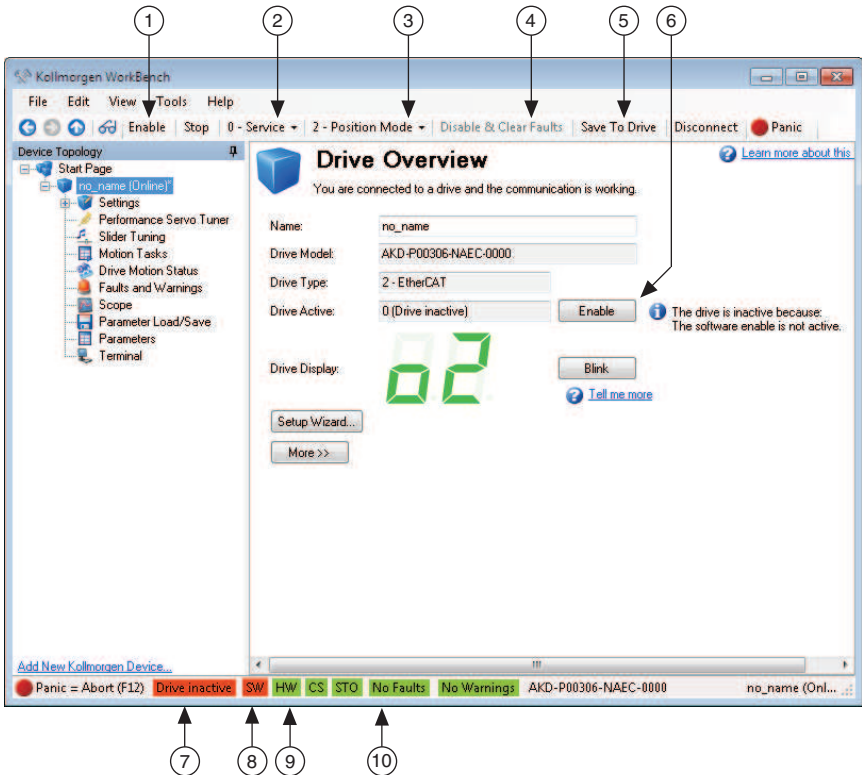 1 2 3 4 5 6
Kollmorgen WorkBench
File Edit View Tools Help
Enable Stop 0 - Service 2 - Position Mode Disable & Clear Faults Save To Drive Disconnect Panic
Device Topology
Start Page
no_name (Online)*
Settings
Performance Servo Tuner
Slider Tuning
Motion Tasks
Drive Motion Status
Faults and Warnings
Scope
Parameter Load/Save
Parameters
Terminal
Add New Kollmorgen Device...
Drive Overview
Learn more about this
You are connected to a drive and the communication is working.
Name: no_name
Drive Model: AKD-P00306-NAEC-0000
Drive Type: 2 - EtherCAT
Drive Active: 0 (Drive inactive) Enable
The drive is inactive because:
The software enable is not active.
Drive Display: o2 Blink
Tell me more
Setup Wizard...
More >>
Panic = Abort (F12) Drive inactive SW HW CS STO No Faults No Warnings AKD-P00306-NAEC-0000 no_name (Onl...
7 8 9 10